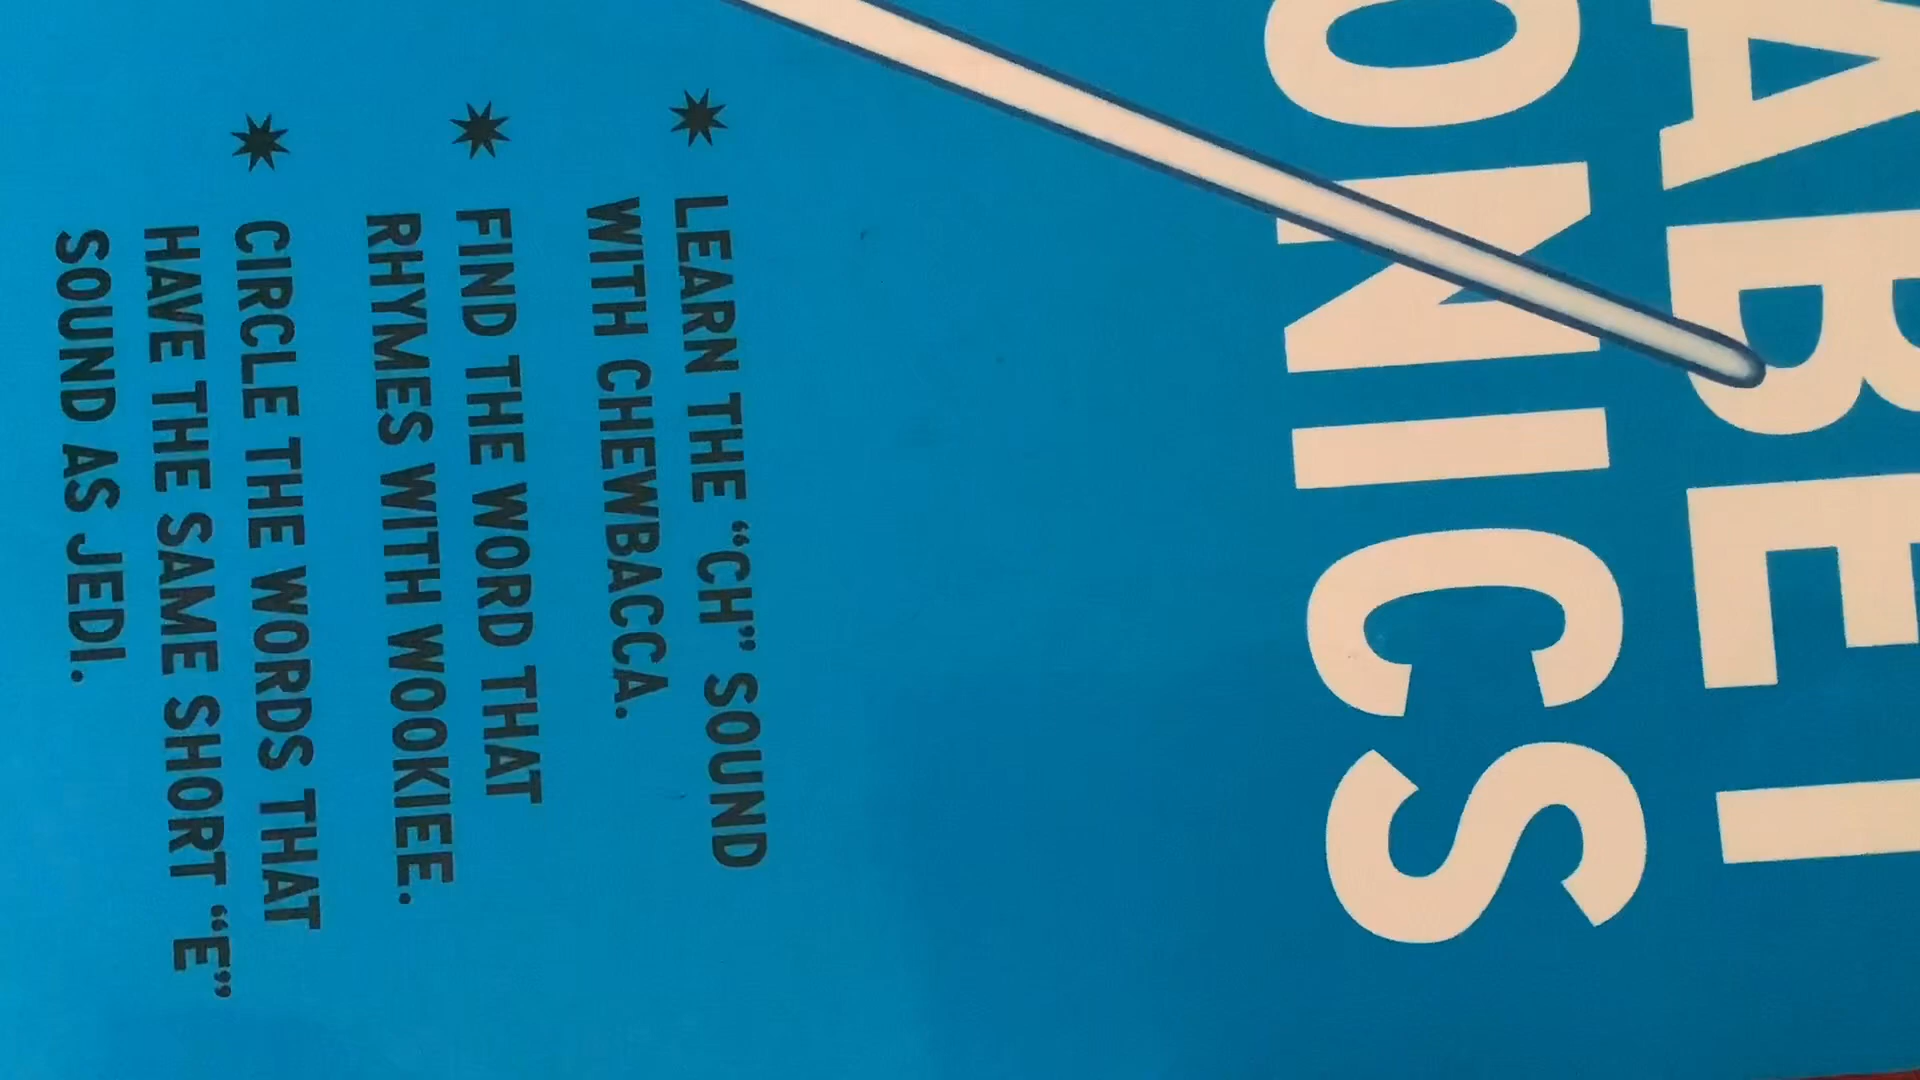 ABET
ONICS
LEARN THE “CH” SOUND
WITH CHEWBACCA.
FIND THE WORD THAT
RHYMES WITH WOOKIEE.
CIRCLE THE WORDS THAT
HAVE THE SAME SHORT “E”
SOUND AS JEDI.